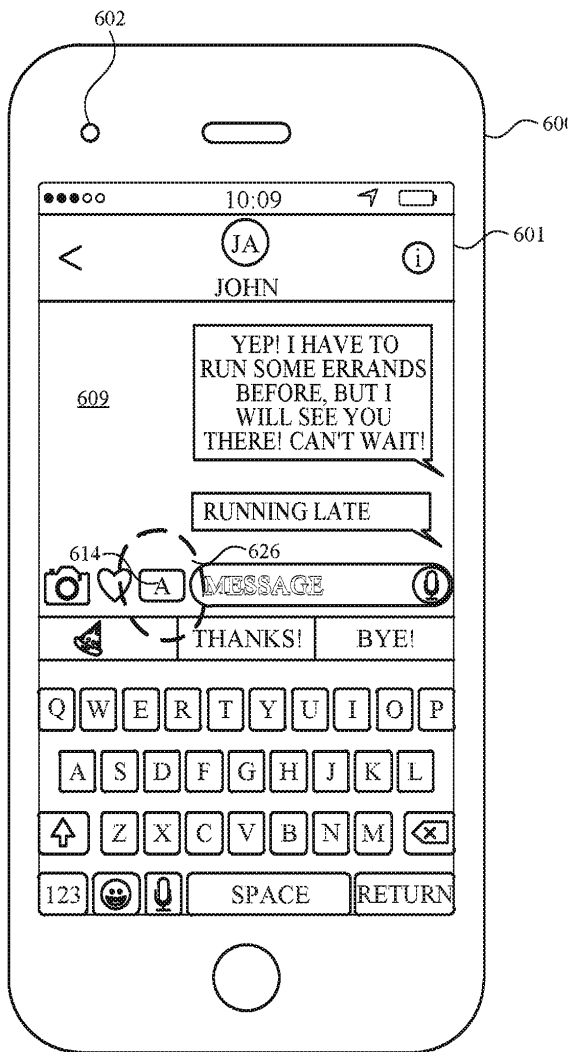 602
600
10:09
601
JA
i
JOHN
YEP! I HAVE TO
RUN SOME ERRANDS
BEFORE, BUT I
WILL SEE YOU
THERE! CAN'T WAIT!
609
RUNNING LATE
614
626
A
MESSAGE
THANKS! BYE!
Q W E R T Y U I O P
A S D F G H J K L
Z X C V B N M
123 SPACE RETURN